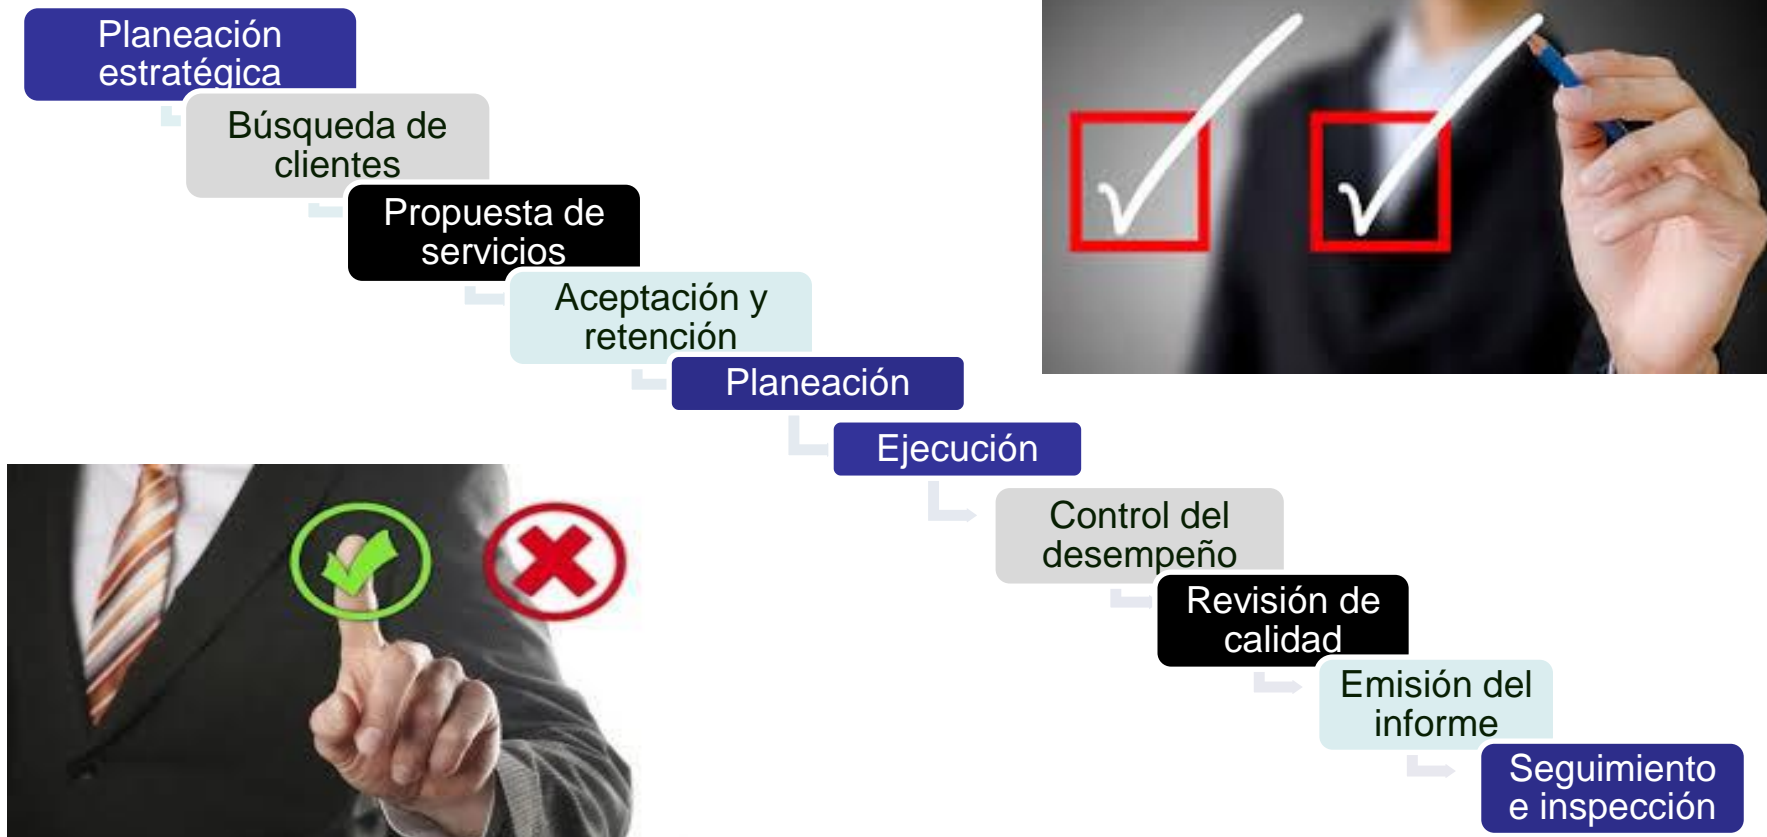 Planeación
estratégica
Búsqueda de
clientes
Propuesta de
servicios
Aceptación y
retención
Planeación
Ejecución
Control del
desempeño
Revisión de
calidad
Emisión del
informe
Seguimiento
e inspección